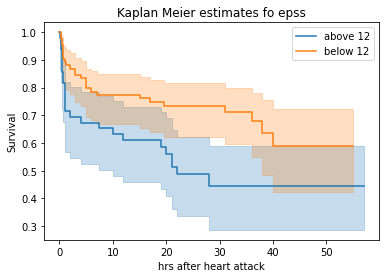 Kaplan Meier estimates fo epss
above 12
below 12
Survival
1.0
0.9
0.8
0.7
0.6
0.5
0.4
0.3
0 10 20 30 40 50
hrs after heart attack